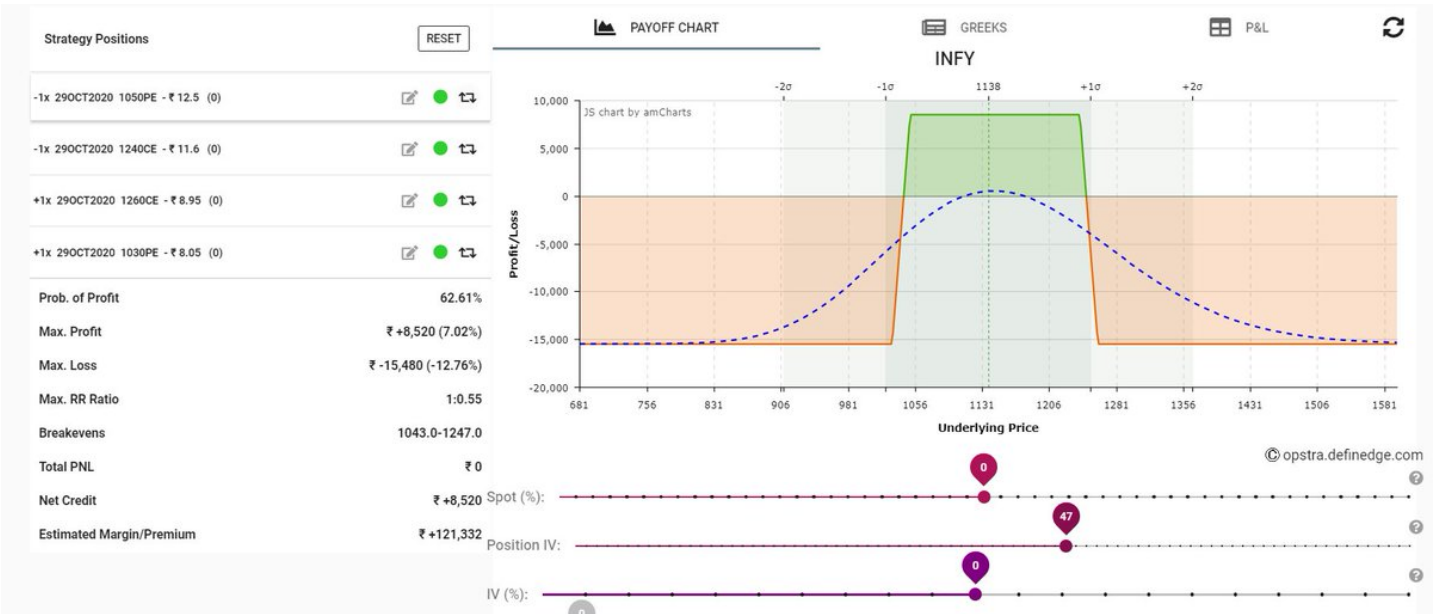 Strategy Positions
RESET
-1x 29OCT2020 1050PE - ₹ 12.5 (0)
-1x 29OCT2020 1240CE - ₹ 11.6 (0)
+1x 29OCT2020 1260CE - ₹ 8.95 (0)
+1x 29OCT2020 1030PE - ₹ 8.05 (0)
Prob. of Profit 62.61%
Max. Profit ₹ +8,520 (7.02%)
Max. Loss ₹ -15,480 (-12.76%)
Max. RR Ratio 1:0.55
Breakevens 1043.0-1247.0
Total PNL ₹ 0
Net Credit ₹ +8,520
Estimated Margin/Premium ₹ +121,332
PAYOFF CHART GREEKS P&L
INFY
-2σ -1σ 1138 +1σ +2σ
JS chart by amCharts
10,000
5,000
0
-5,000
-10,000
-15,000
-20,000
Profit/Loss
681 756 831 906 981 1056 1131 1206 1281 1356 1431 1506 1581
Underlying Price
© opstra.definedge.com
0
Spot (%): ?
47
Position IV: ?
0
IV (%): ?
0